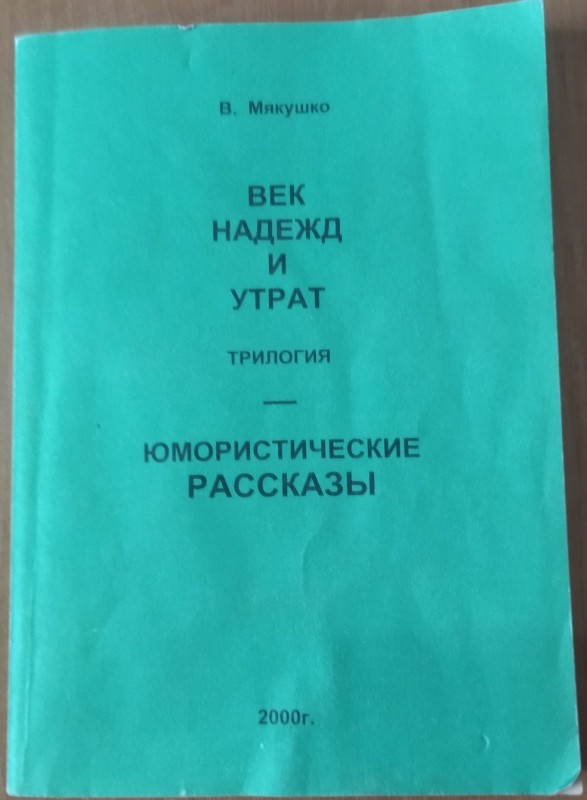 В. Мякушко
ВЕК
НАДЕЖД
И
УТРАТ
ТРИЛОГИЯ
—
ЮМОРИСТИЧЕСКИЕ
РАССКАЗЫ
2000г.